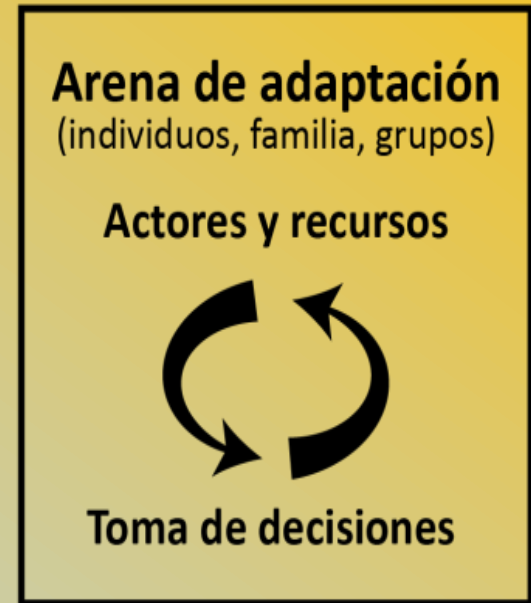 Arena de adaptación
(individuos, familia, grupos)
Actores y recursos
Toma de decisiones